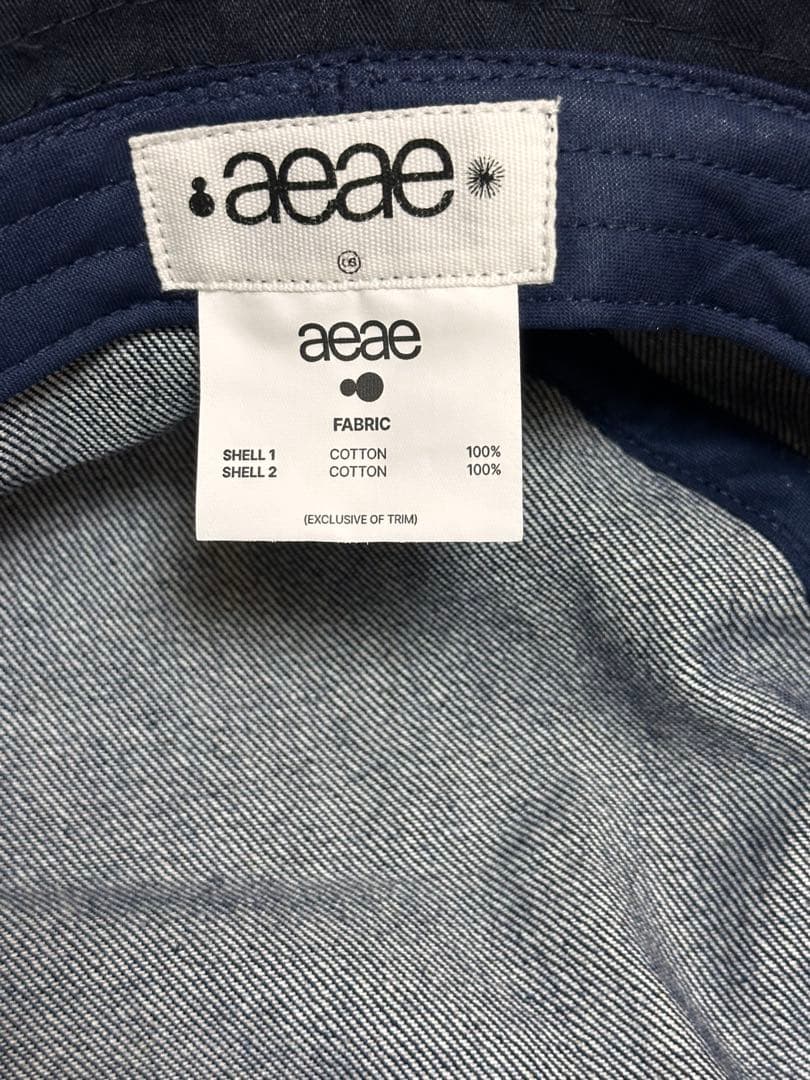 aeae
aeae
FABRIC
SHELL 1 COTTON 100%
SHELL 2 COTTON 100%
(EXCLUSIVE OF TRIM)